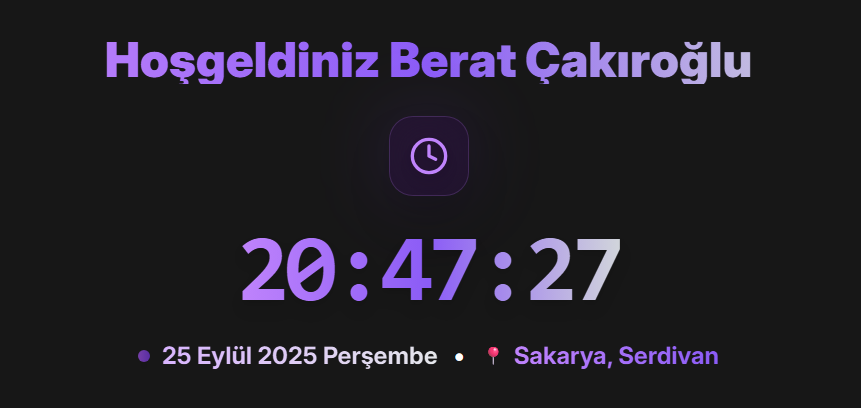 Hoşgeldiniz Berat Çakıroğlu
20:47:27
25 Eylül 2025 Perşembe • 📍 Sakarya, Serdivan